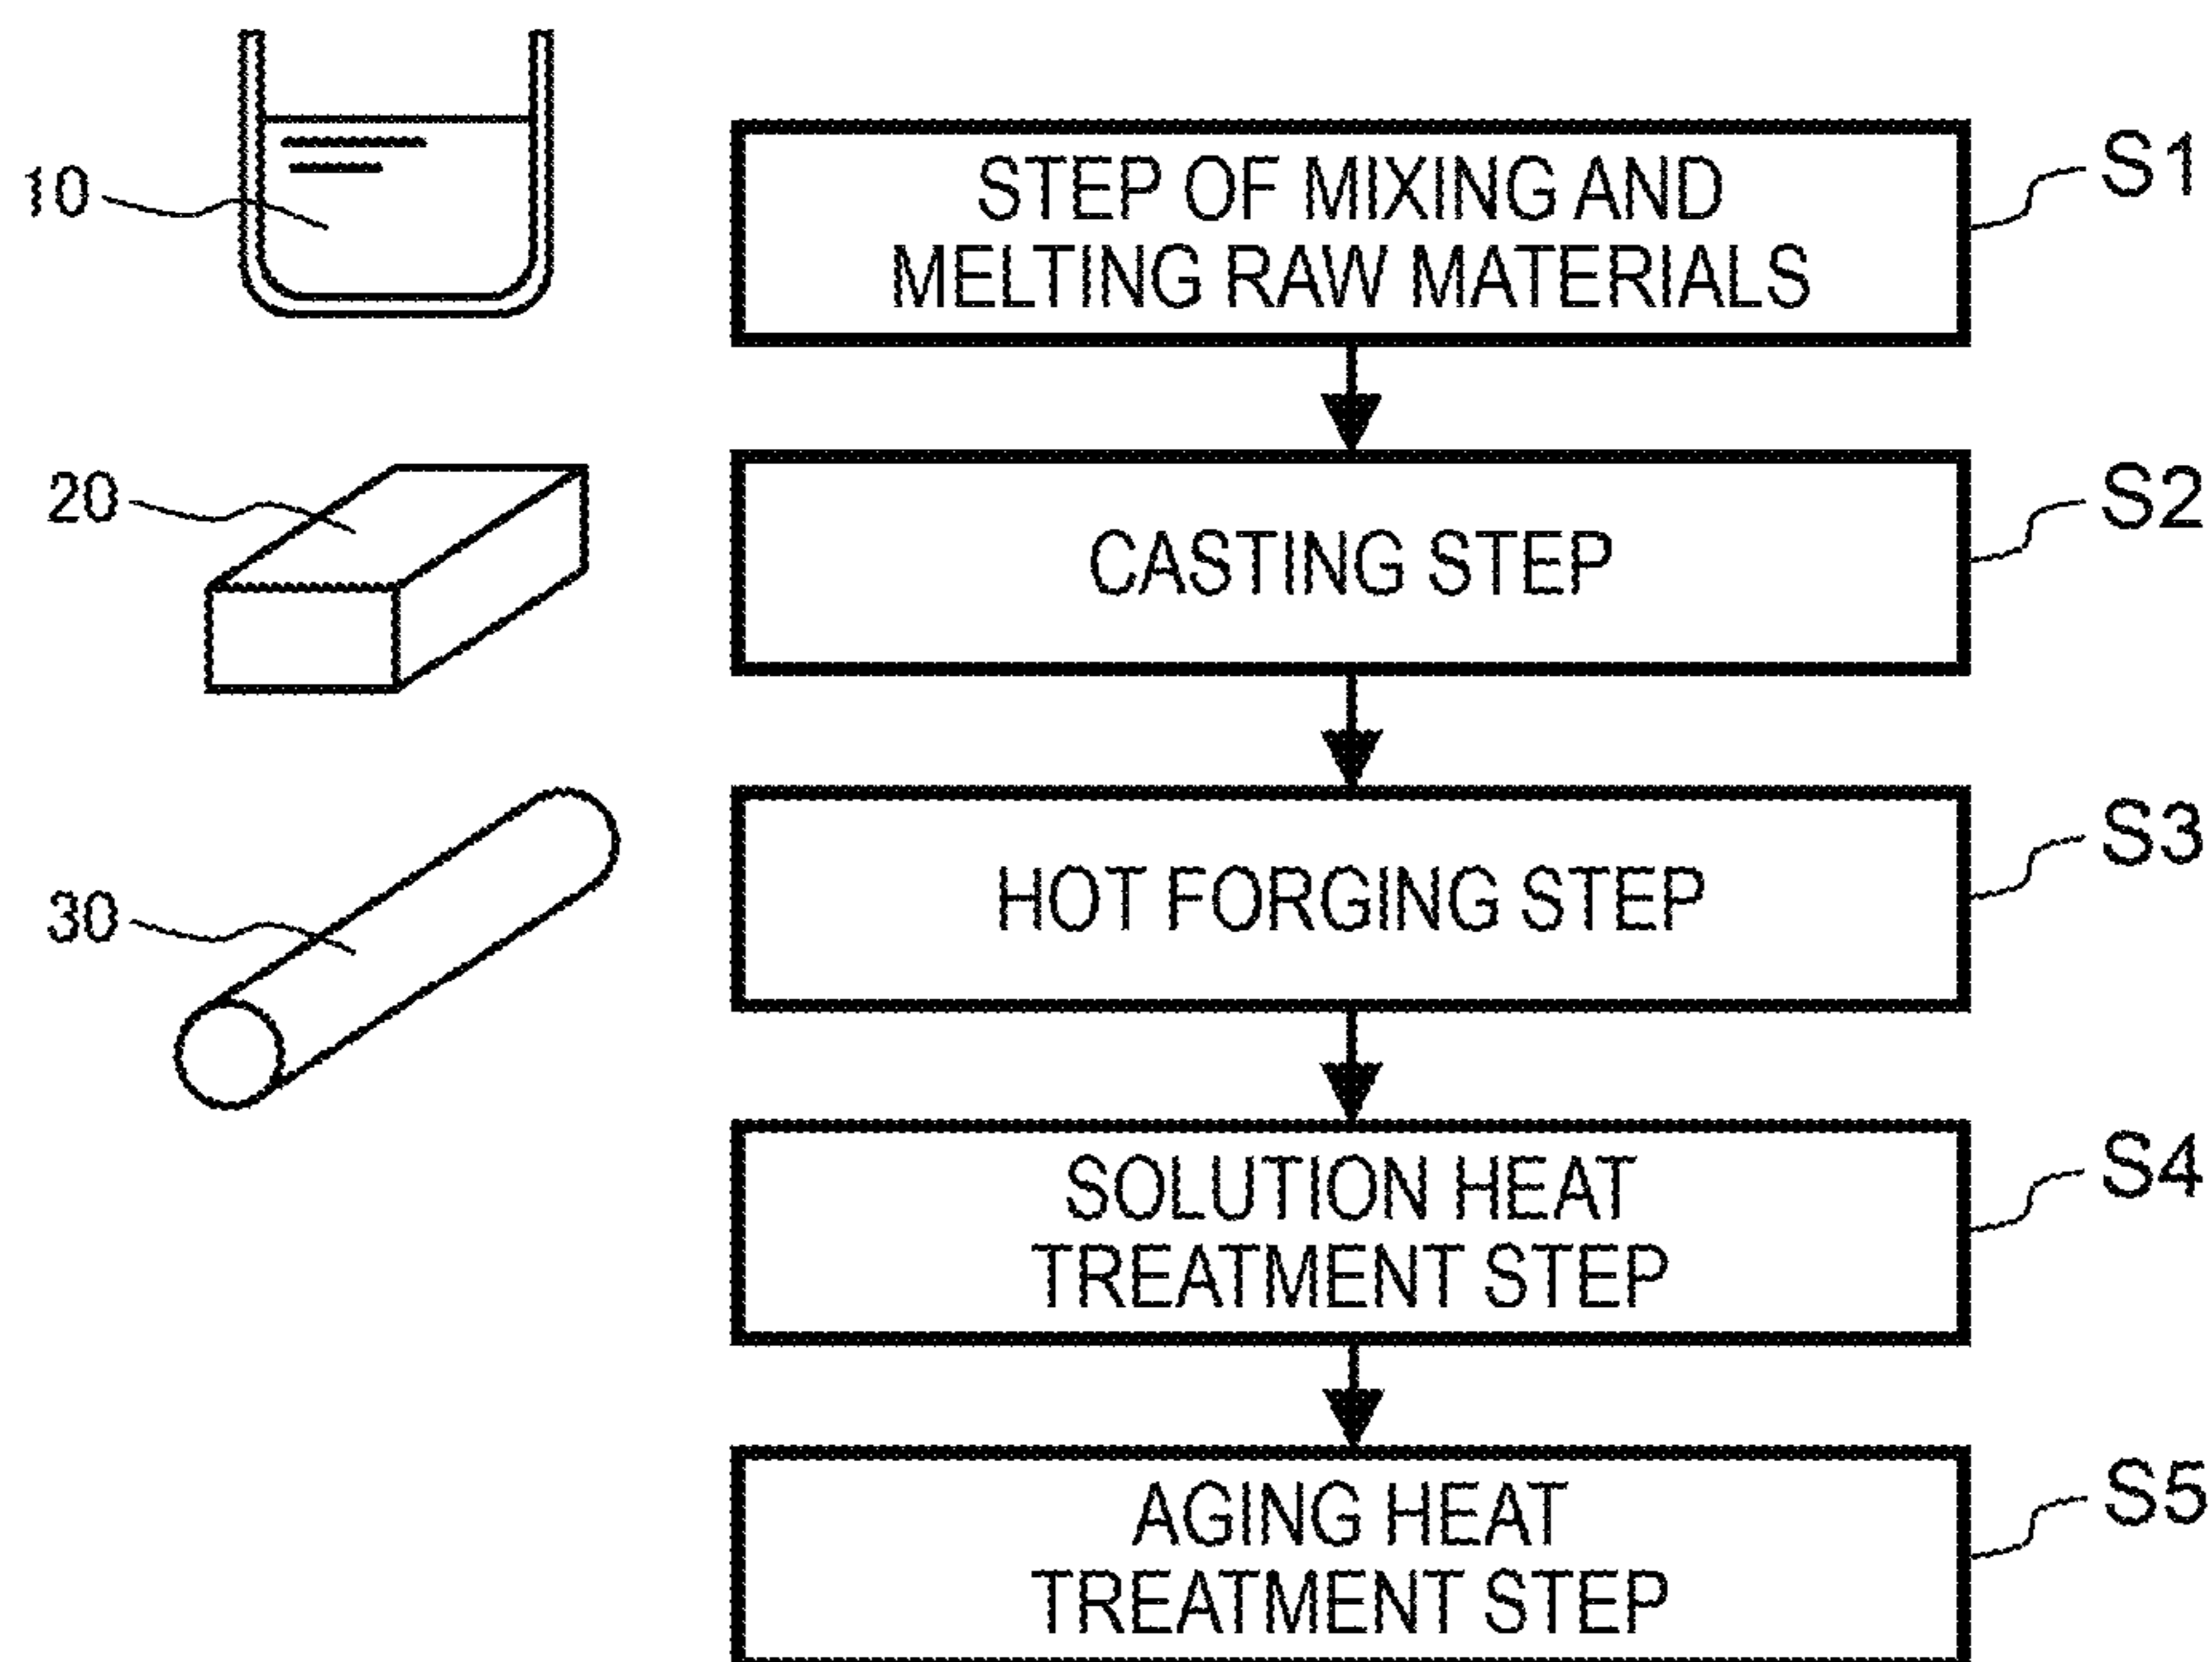 10
STEP OF MIXING AND
MELTING RAW MATERIALS
S1
20
CASTING STEP
S2
30
HOT FORGING STEP
S3
SOLUTION HEAT
TREATMENT STEP
S4
AGING HEAT
TREATMENT STEP
S5